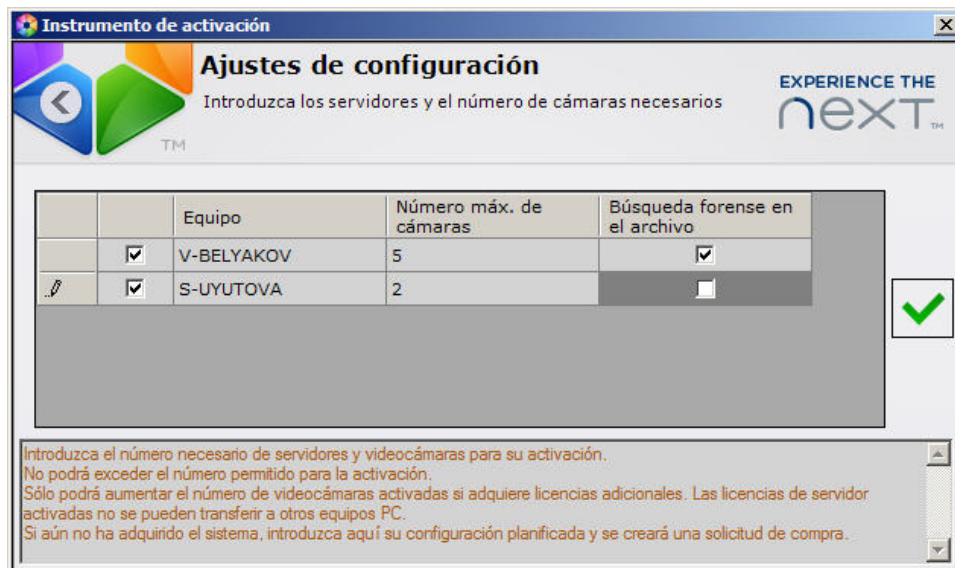 Instrumento de activación
Ajustes de configuración
Introduzca los servidores y el número de cámaras necesarios
EXPERIENCE THE
neXT TM
TM
Equipo
Número máx. de
cámaras
Búsqueda forense en
el archivo
V-BELYAKOV
5
S-UYUTOVA
2
Introduzca el número necesario de servidores y videocámaras para su activación.
No podrá exceder el número permitido para la activación.
Sólo podrá aumentar el número de videocámaras activadas si adquiere licencias adicionales. Las licencias de servidor
activadas no se pueden transferir a otros equipos PC.
Si aún no ha adquirido el sistema, introduzca aquí su configuración planificada y se creará una solicitud de compra.